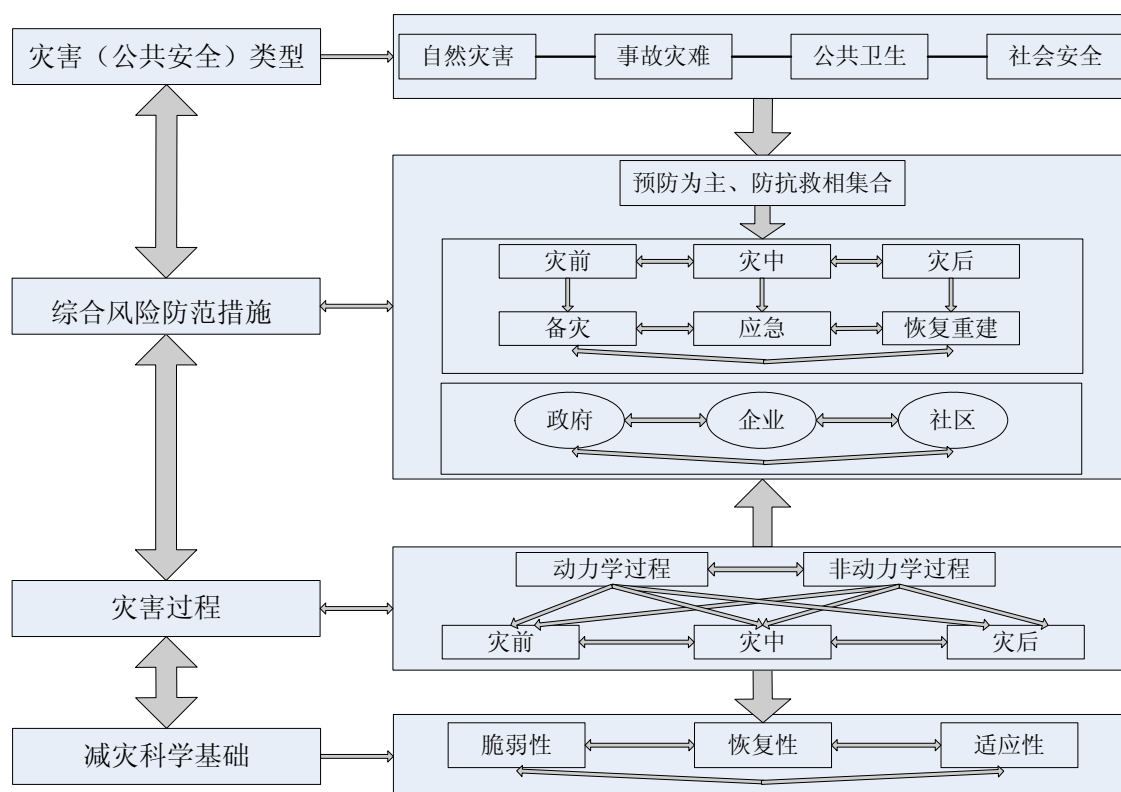 灾害（公共安全）类型
自然灾害
事故灾难
公共卫生
社会安全
预防为主、防抗救相集合
灾前
灾中
灾后
综合风险防范措施
备灾
应急
恢复重建
政府
企业
社区
动力学过程
非动力学过程
灾害过程
灾前
灾中
灾后
减灾科学基础
脆弱性
恢复性
适应性